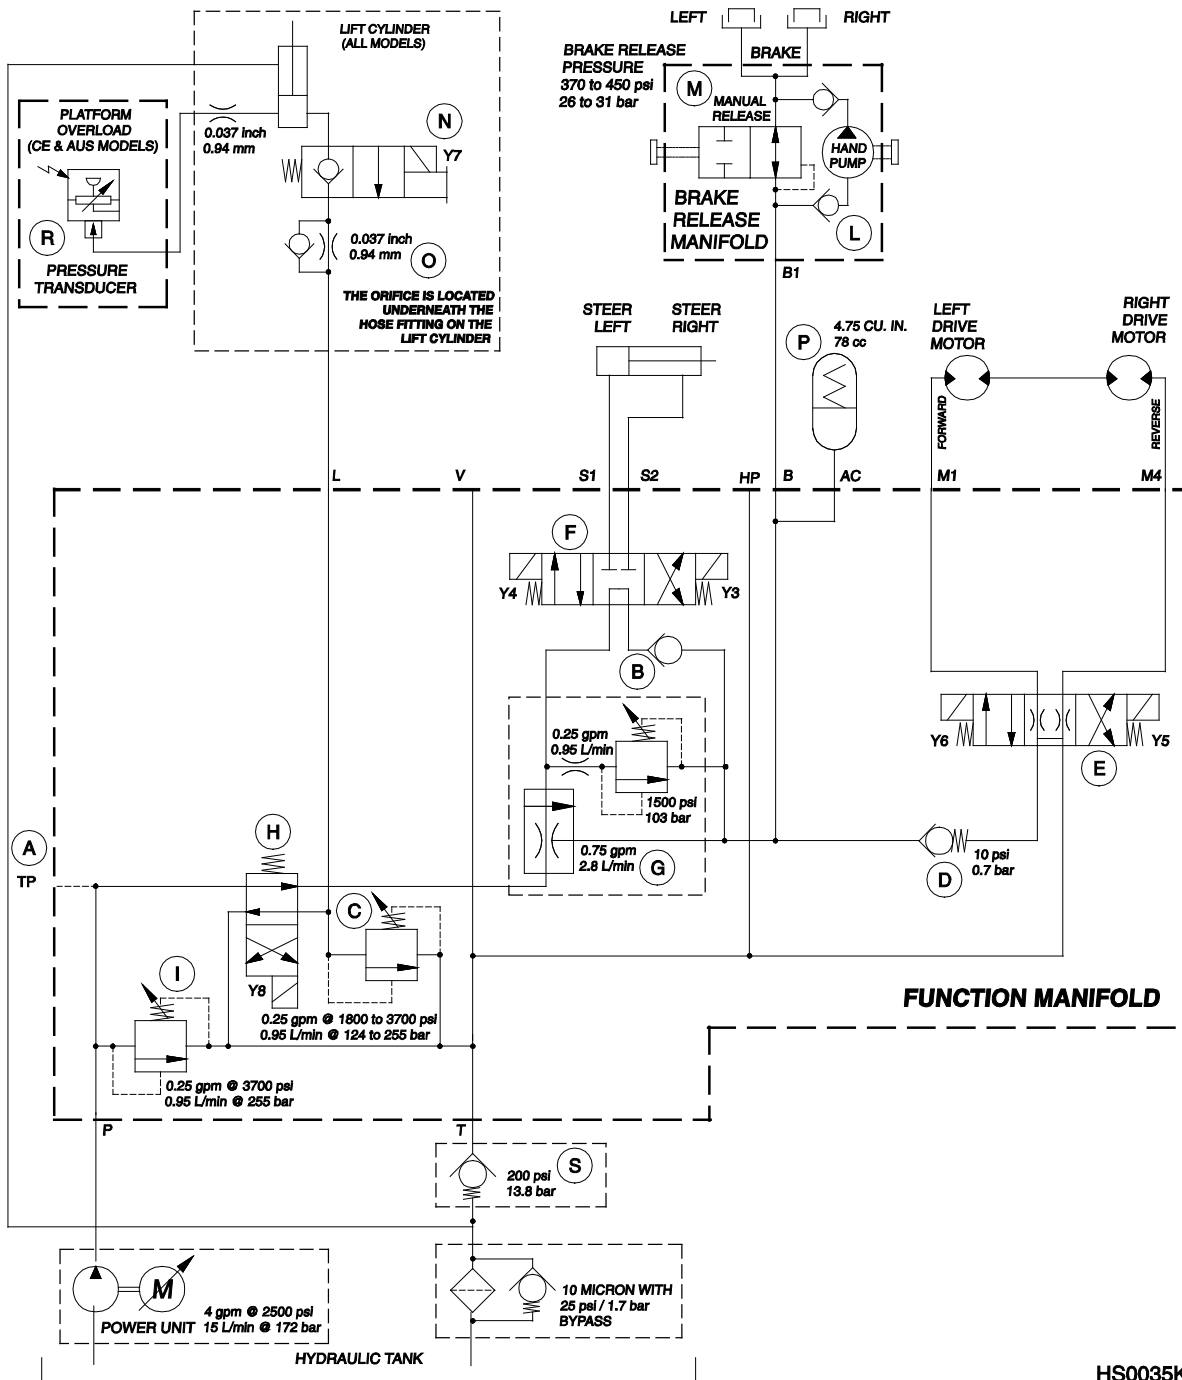 LEFT
RIGHT
LIFT CYLINDER
(ALL MODELS)
BRAKE RELEASE
PRESSURE
370 to 450 psi
26 to 31 bar
BRAKE
M
MANUAL
RELEASE
PLATFORM
OVERLOAD
(CE & AUS MODELS)
0.037 inch
0.94 mm
N
Y7
HAND
PUMP
BRAKE
RELEASE
MANIFOLD
L
R
PRESSURE
TRANSDUCER
0.037 inch
0.94 mm
O
B1
THE ORIFICE IS LOCATED
UNDERNEATH THE
HOSE FITTING ON THE
LIFT CYLINDER
STEER
LEFT
STEER
RIGHT
P
4.75 CU. IN.
78 cc
LEFT
DRIVE
MOTOR
RIGHT
DRIVE
MOTOR
FORWARD
REVERSE
L
V
S1
S2
HP
B
AC
M1
M4
F
Y4
Y3
B
0.25 gpm
0.95 L/min
1500 psi
103 bar
Y6
Y5
E
A
TP
H
0.75 gpm
2.8 L/min
G
10 psi
0.7 bar
D
C
I
Y8
0.25 gpm @ 1800 to 3700 psi
0.95 L/min @ 124 to 255 bar
FUNCTION MANIFOLD
0.25 gpm @ 3700 psi
0.95 L/min @ 255 bar
P
T
200 psi
13.8 bar
S
M
POWER UNIT
4 gpm @ 2500 psi
15 L/min @ 172 bar
10 MICRON WITH
25 psi / 1.7 bar
BYPASS
HYDRAULIC TANK
HS0035K